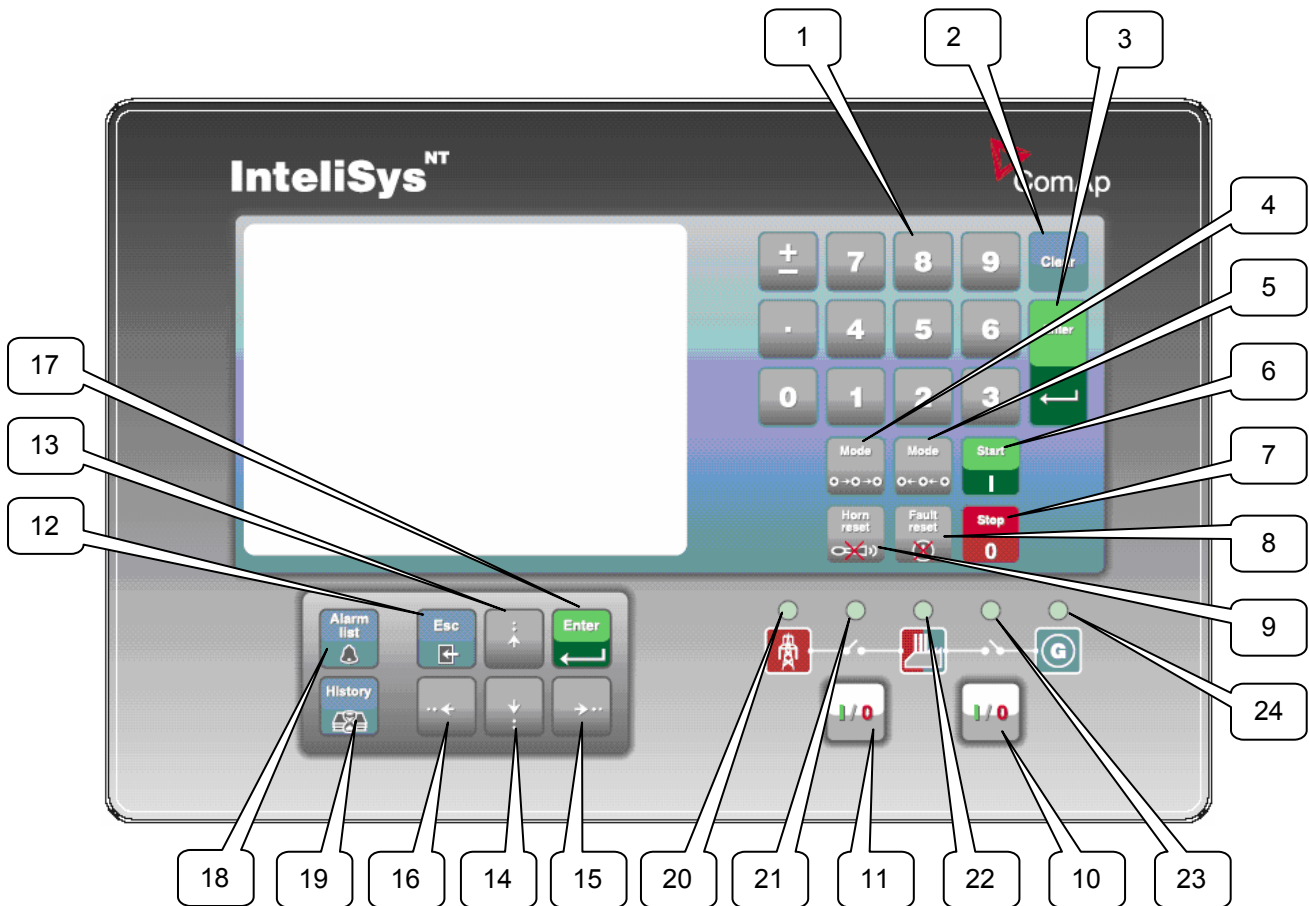 1 2 3
InteliSys NT
ComAp
4
± 7 8 9 Clear
5
. 4 5 6 Enter
17
6
0 1 2 3
13
Mode Mode Start
I
7
12
Horn reset Fault reset Stop
0
8
Alarm list Esc Enter
9
History
G
24
I/0 I/0
18 19 16 14 15 20 21 11 22 10 23